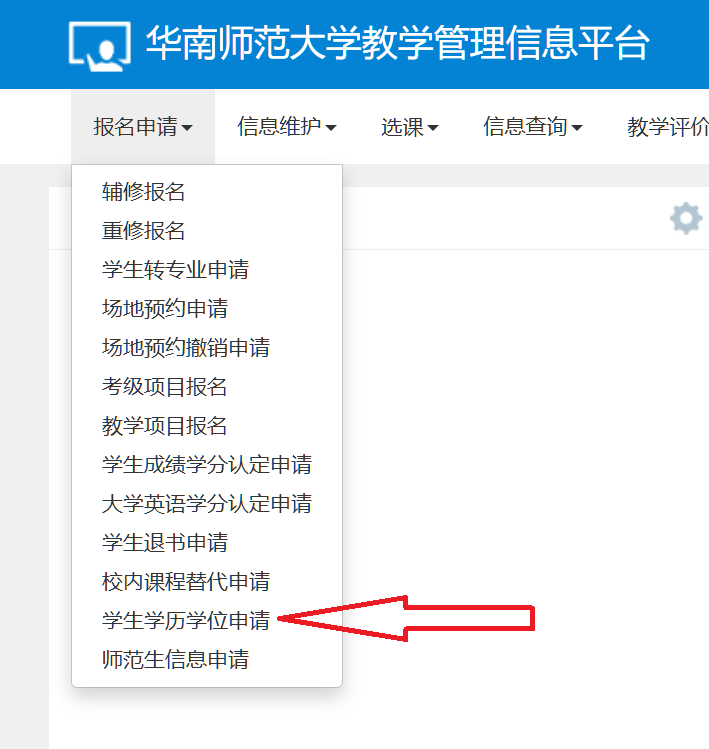 华南师范大学教学管理信息平台
报名申请 信息维护 选课 信息查询 教学评价
辅修报名
重修报名
学生转专业申请
场地预约申请
场地预约撤销申请
考级项目报名
教学项目报名
学生成绩学分认定申请
大学英语学分认定申请
学生退书申请
校内课程替代申请
学生学历学位申请
师范生信息申请